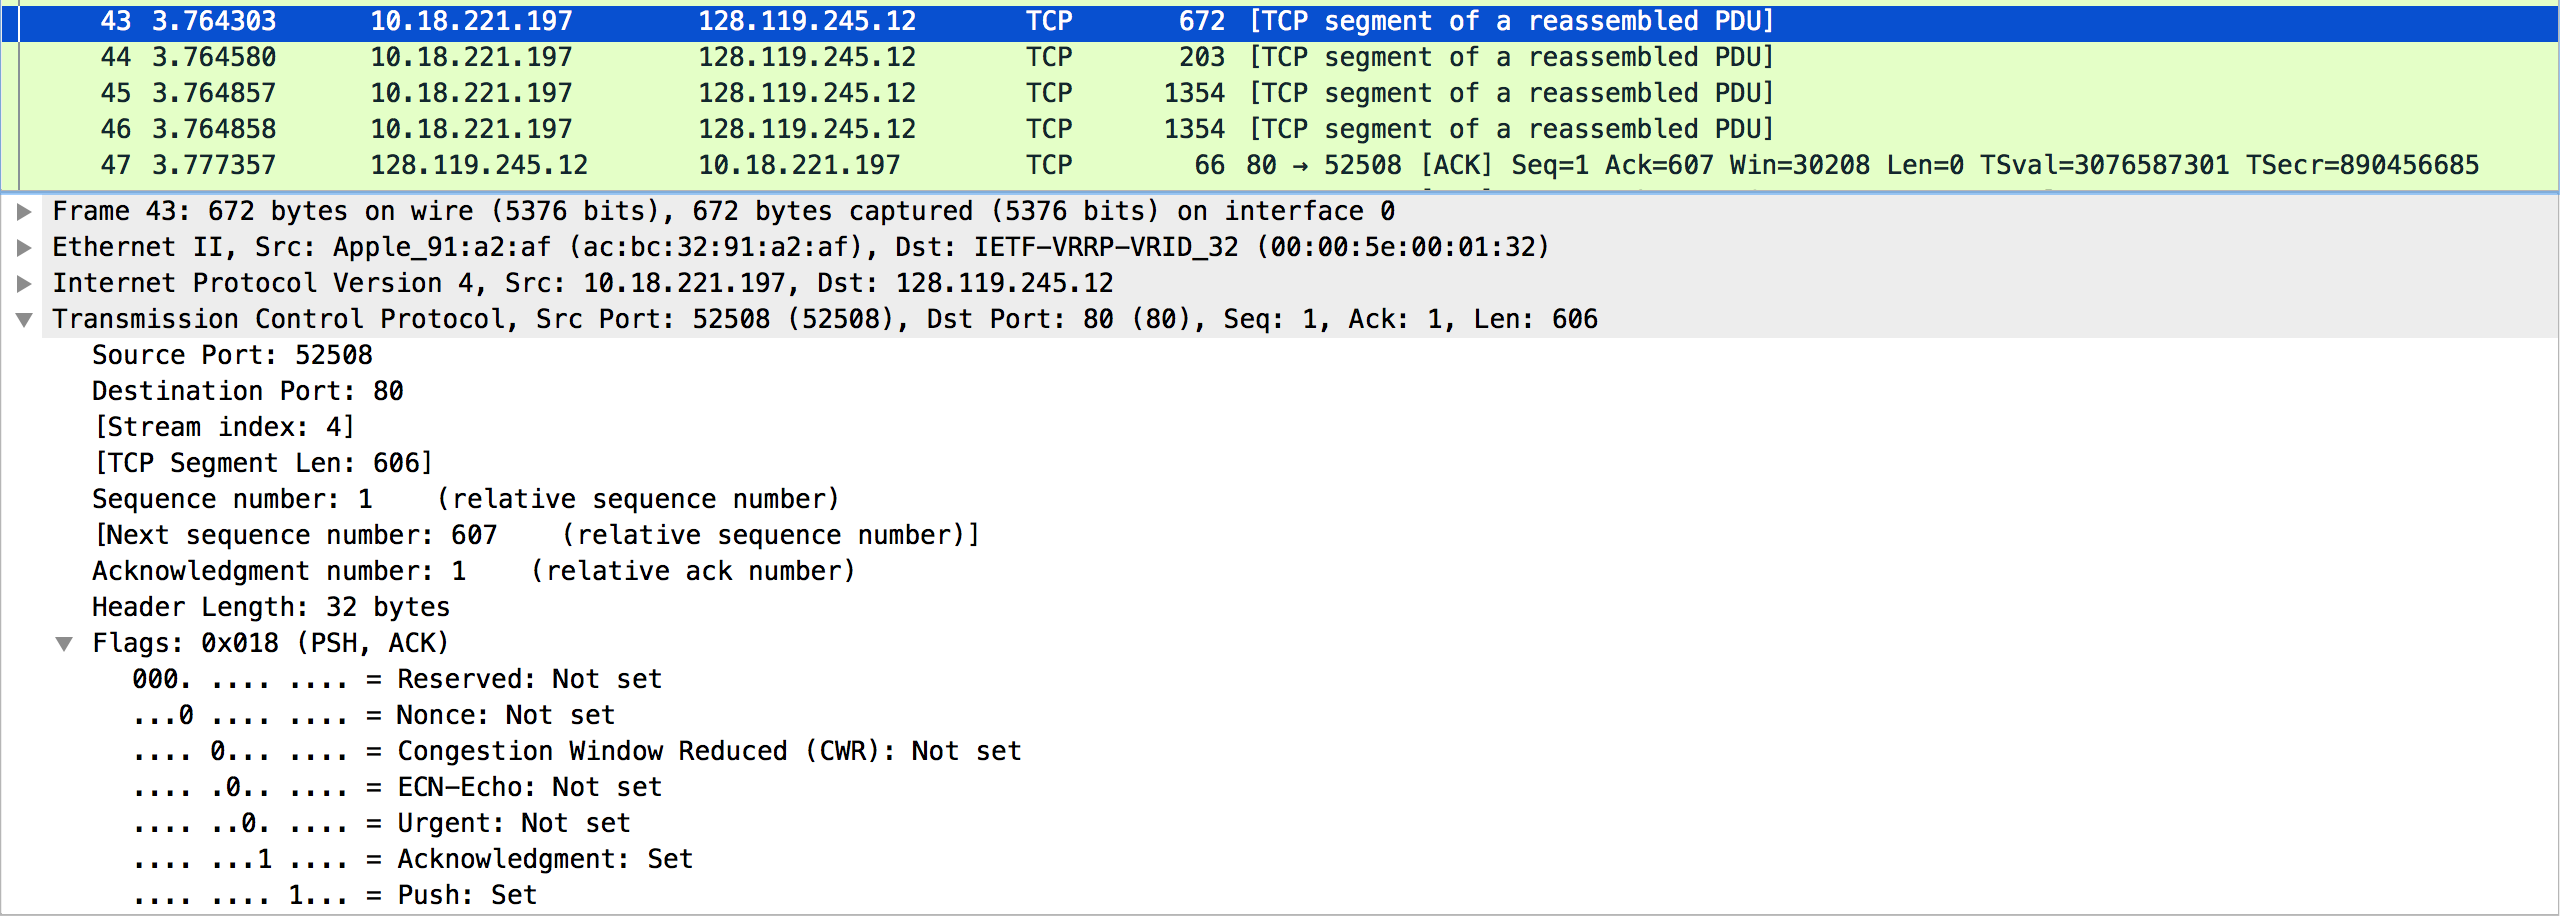 43 3.764303 10.18.221.197 128.119.245.12 TCP 672 [TCP segment of a reassembled PDU]
44 3.764580 10.18.221.197 128.119.245.12 TCP 203 [TCP segment of a reassembled PDU]
45 3.764857 10.18.221.197 128.119.245.12 TCP 1354 [TCP segment of a reassembled PDU]
46 3.764858 10.18.221.197 128.119.245.12 TCP 1354 [TCP segment of a reassembled PDU]
47 3.777357 128.119.245.12 10.18.221.197 TCP 66 80 → 52508 [ACK] Seq=1 Ack=607 Win=30208 Len=0 TSval=3076587301 TSecr=890456685
Frame 43: 672 bytes on wire (5376 bits), 672 bytes captured (5376 bits) on interface 0
Ethernet II, Src: Apple_91:a2:af (ac:bc:32:91:a2:af), Dst: IETF-VRRP-VRID_32 (00:00:5e:00:01:32)
Internet Protocol Version 4, Src: 10.18.221.197, Dst: 128.119.245.12
Transmission Control Protocol, Src Port: 52508 (52508), Dst Port: 80 (80), Seq: 1, Ack: 1, Len: 606
Source Port: 52508
Destination Port: 80
[Stream index: 4]
[TCP Segment Len: 606]
Sequence number: 1 (relative sequence number)
[Next sequence number: 607 (relative sequence number)]
Acknowledgment number: 1 (relative ack number)
Header Length: 32 bytes
Flags: 0x018 (PSH, ACK)
000. .... .... = Reserved: Not set
...0 .... .... = Nonce: Not set
.... 0... .... = Congestion Window Reduced (CWR): Not set
.... .0.. .... = ECN-Echo: Not set
.... ..0. .... = Urgent: Not set
.... ...1 .... = Acknowledgment: Set
.... .... 1... = Push: Set